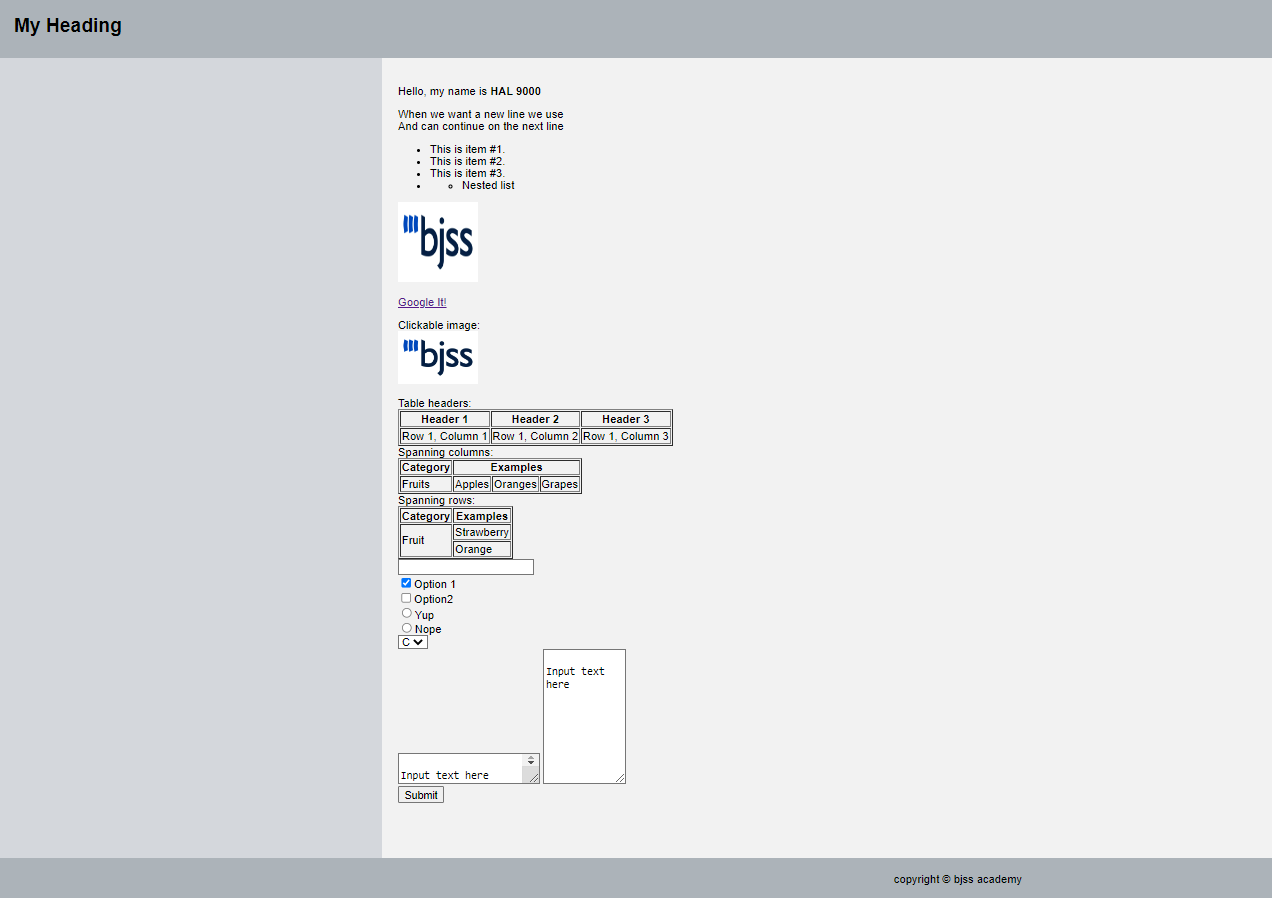 My Heading
Hello, my name is HAL 9000
When we want a new line we use
And can continue on the next line
This is item #1.
This is item #2.
This is item #3.
Nested list
bjss
Google It!
Clickable image:
bjss
Table headers:
Header 1 Header 2 Header 3
Row 1, Column 1 Row 1, Column 2 Row 1, Column 3
Spanning columns:
Category Examples
Fruits Apples Oranges Grapes
Spanning rows:
Category Examples
Fruit Strawberry
Orange
Option 1
Option2
Yup
Nope
C
Input text
here
Input text here
Submit
copyright © bjss academy